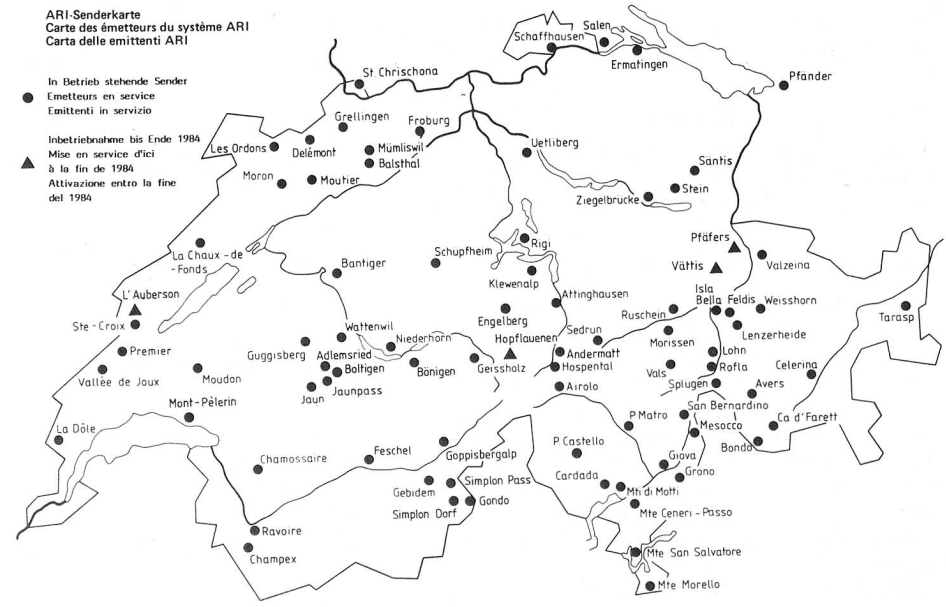 ARI-Senderkarte
Carte des émetteurs du système ARI
Carta delle emittenti ARI
In Betrieb stehende Sender
Emetteurs en service
Emittenti in servizio
Inbetriebnahme bis Ende 1984
Mise en service d'ici
à la fin de 1984
Attivazione entro la fine
del 1984
Schaffhausen
Salen
Ermatingen
Pfänder
St. Chrischona
Grellingen
Froburg
Les Ordons
Delémont
Mümliswil
Balsthal
Uetliberg
Moron
Moutier
Säntis
Stein
Ziegelbrücke
La Chaux-de-
-Fonds
Bantiger
Schüpfheim
Rigi
Klewenalp
Pfäfers
Vättis
Valzeina
L'Auberson
Ste-Croix
Attinghausen
Engelberg
Isla
Bella
Feldis
Weisshorn
Tarasp
Ruschein
Lenzerheide
Premier
Vallée de Joux
Moudon
Guggisberg
Wattenwil
Niederhorn
Adlemsried
Boltigen
Jaunpass
Jaun
Bönigen
Geissholz
Hopflauenen
Sedrun
Andermatt
Hospental
Airolo
Morissen
Vals
Lohn
Rofla
Splugen
Avers
Celerina
Mont-Pèlerin
La Dôle
San Bernardino
P. Matro
Mesocco
Ca d'Farett
Bondo
Chamossaire
Feschel
Goppisbergalp
P. Castello
Giova
Grono
Gebidem
Simplon Pass
Simplon Dorf
Gondo
Cardada
Mti di Motti
Mte Ceneri-Passo
Ravoire
Champex
Mte San Salvatore
Mte Morello